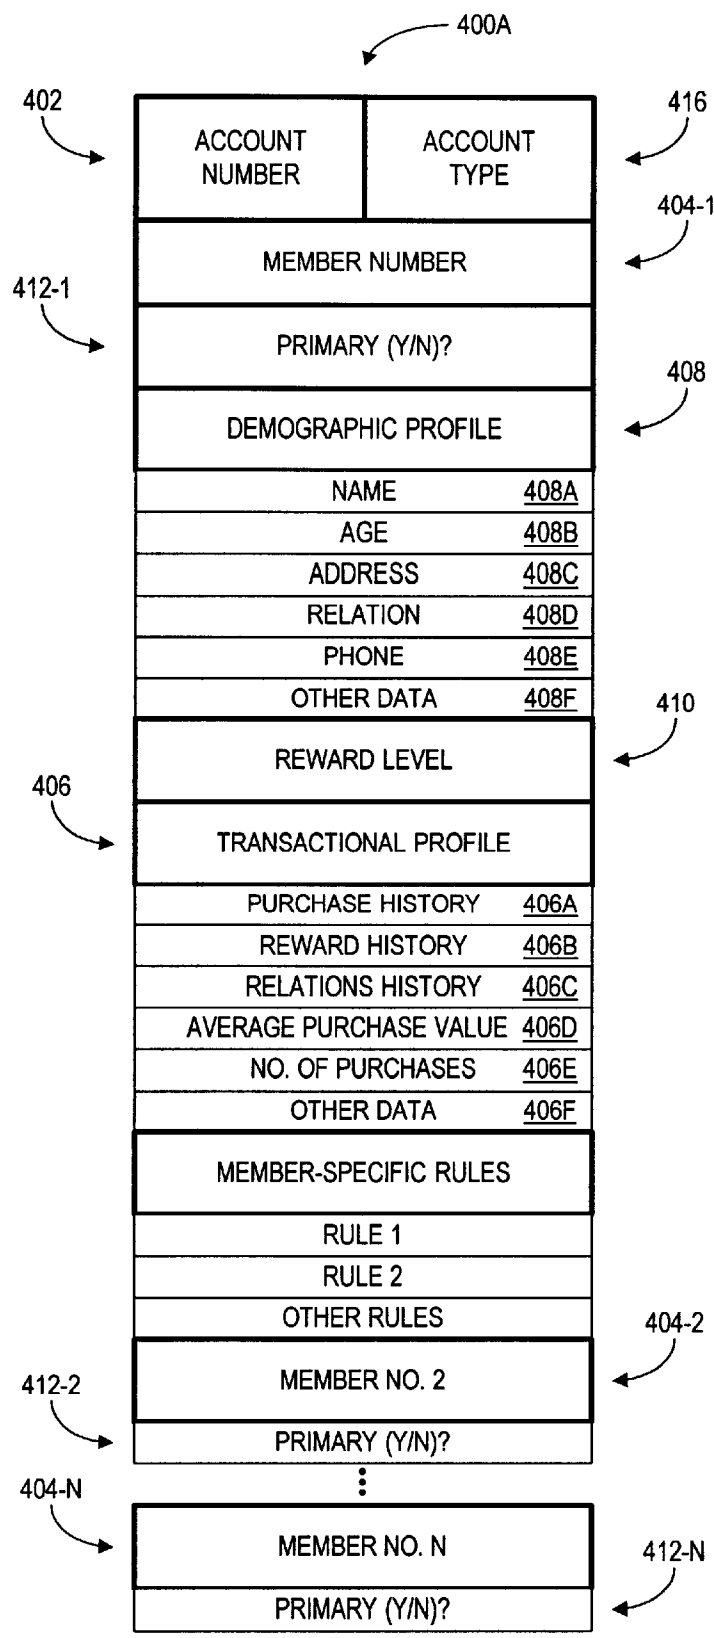 400A
402
416
ACCOUNT
NUMBER
ACCOUNT
TYPE
404-1
MEMBER NUMBER
412-1
PRIMARY (Y/N)?
408
DEMOGRAPHIC PROFILE
NAME 408A
AGE 408B
ADDRESS 408C
RELATION 408D
PHONE 408E
OTHER DATA 408F
410
REWARD LEVEL
406
TRANSACTIONAL PROFILE
PURCHASE HISTORY 406A
REWARD HISTORY 406B
RELATIONS HISTORY 406C
AVERAGE PURCHASE VALUE 406D
NO. OF PURCHASES 406E
OTHER DATA 406F
MEMBER-SPECIFIC RULES
RULE 1
RULE 2
OTHER RULES
404-2
MEMBER NO. 2
412-2
PRIMARY (Y/N)?
404-N
MEMBER NO. N
412-N
PRIMARY (Y/N)?